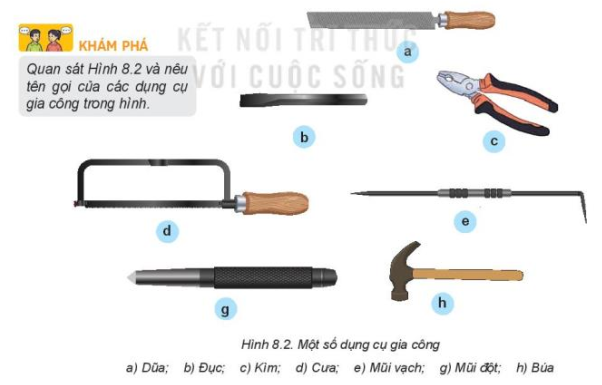 KẾT NỐI TRI THỨC
VỚI CUỘC SỐNG
KHÁM PHÁ
Quan sát Hình 8.2 và nêu
tên gọi của các dụng cụ
gia công trong hình.
a
b
c
d
e
g
h
Hình 8.2. Một số dụng cụ gia công
a) Dũa; b) Đục; c) Kìm; d) Cưa; e) Mũi vạch; g) Mũi đột; h) Búa